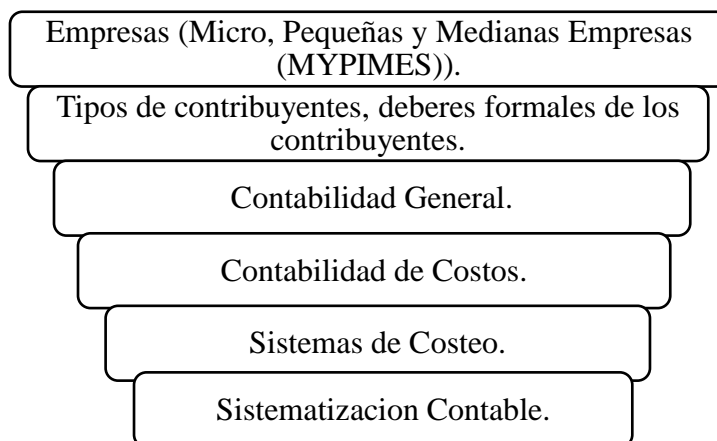 Empresas (Micro, Pequeñas y Medianas Empresas
(MYPIMES)).
Tipos de contribuyentes, deberes formales de los
contribuyentes.
Contabilidad General.
Contabilidad de Costos.
Sistemas de Costeo.
Sistematizacion Contable.